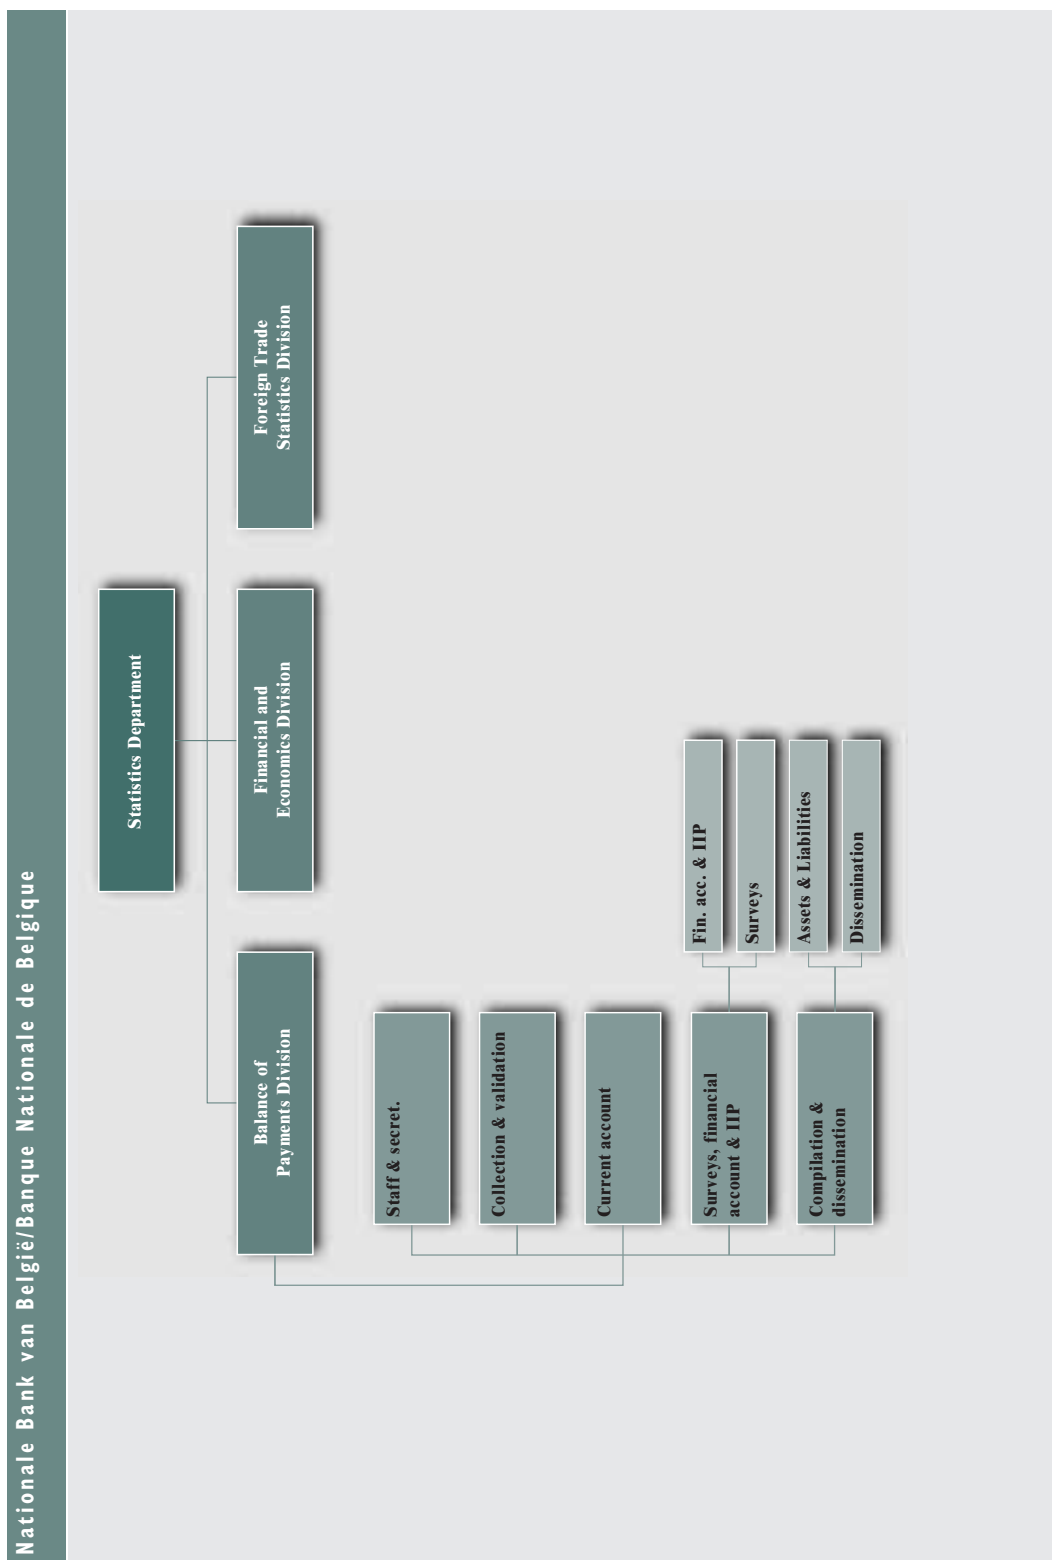 Nationale Bank van België/Banque Nationale de Belgique
Statistics Department
Balance of
Payments Division
Financial and
Economics Division
Foreign Trade
Statistics Division
Staff & secret.
Collection & validation
Current account
Surveys, financial
account & IIP
Fin. acc. & IIP
Surveys
Compilation &
dissemination
Assets & Liabilities
Dissemination